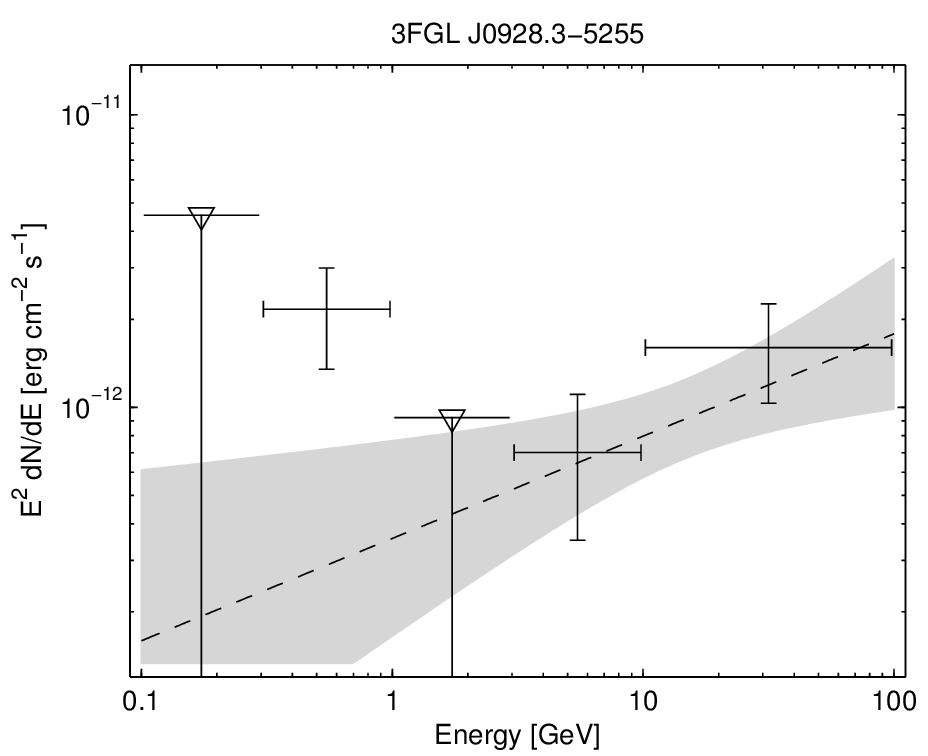 3FGL J0928.3−5255
10⁻¹¹
10⁻¹²
E² dN/dE [erg cm⁻² s⁻¹]
0.1 1 10 100
Energy [GeV]